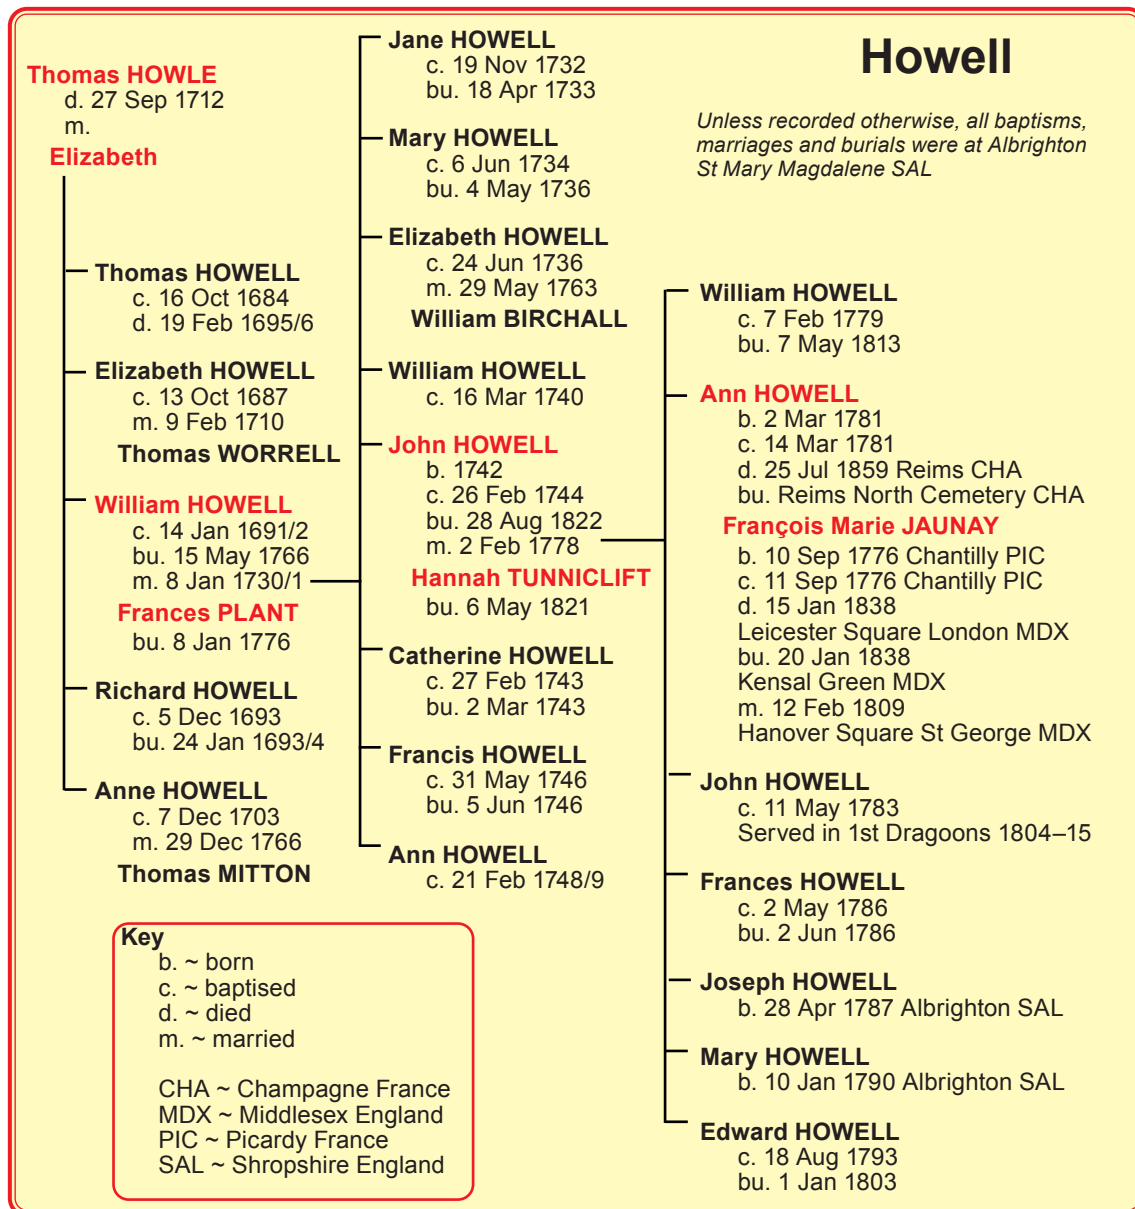 Howell
Unless recorded otherwise, all baptisms,
marriages and burials were at Albrighton
St Mary Magdalene SAL
Thomas HOWLE
d. 27 Sep 1712
m.
Elizabeth
Thomas HOWELL
c. 16 Oct 1684
d. 19 Feb 1695/6
Elizabeth HOWELL
c. 13 Oct 1687
m. 9 Feb 1710
Thomas WORRELL
William HOWELL
c. 14 Jan 1691/2
bu. 15 May 1766
m. 8 Jan 1730/1
Frances PLANT
bu. 8 Jan 1776
Richard HOWELL
c. 5 Dec 1693
bu. 24 Jan 1693/4
Anne HOWELL
c. 7 Dec 1703
m. 29 Dec 1766
Thomas MITTON
Jane HOWELL
c. 19 Nov 1732
bu. 18 Apr 1733
Mary HOWELL
c. 6 Jun 1734
bu. 4 May 1736
Elizabeth HOWELL
c. 24 Jun 1736
m. 29 May 1763
William BIRCHALL
William HOWELL
c. 16 Mar 1740
John HOWELL
b. 1742
c. 26 Feb 1744
bu. 28 Aug 1822
m. 2 Feb 1778
Hannah TUNNICLIFT
bu. 6 May 1821
Catherine HOWELL
c. 27 Feb 1743
bu. 2 Mar 1743
Francis HOWELL
c. 31 May 1746
bu. 5 Jun 1746
Ann HOWELL
c. 21 Feb 1748/9
William HOWELL
c. 7 Feb 1779
bu. 7 May 1813
Ann HOWELL
b. 2 Mar 1781
c. 14 Mar 1781
d. 25 Jul 1859 Reims CHA
bu. Reims North Cemetery CHA
François Marie JAUNAY
b. 10 Sep 1776 Chantilly PIC
c. 11 Sep 1776 Chantilly PIC
d. 15 Jan 1838
Leicester Square London MDX
bu. 20 Jan 1838
Kensal Green MDX
m. 12 Feb 1809
Hanover Square St George MDX
John HOWELL
c. 11 May 1783
Served in 1st Dragoons 1804–15
Frances HOWELL
c. 2 May 1786
bu. 2 Jun 1786
Joseph HOWELL
b. 28 Apr 1787 Albrighton SAL
Mary HOWELL
b. 10 Jan 1790 Albrighton SAL
Edward HOWELL
c. 18 Aug 1793
bu. 1 Jan 1803
Key
b. ~ born
c. ~ baptised
d. ~ died
m. ~ married
CHA ~ Champagne France
MDX ~ Middlesex England
PIC ~ Picardy France
SAL ~ Shropshire England